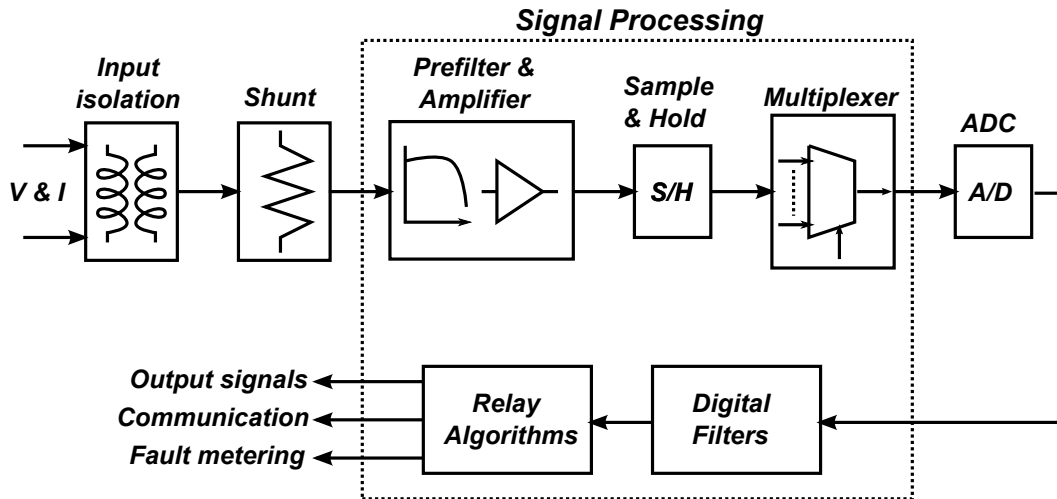 Signal Processing
Input
isolation
Shunt
Prefilter &
Amplifier
Sample
& Hold
Multiplexer
ADC
V & I
S/H
A/D
Output signals
Communication
Fault metering
Relay
Algorithms
Digital
Filters